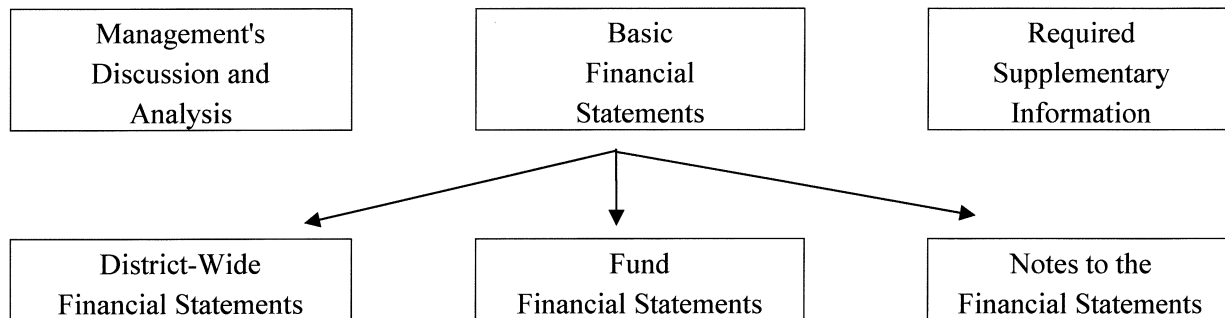 Management's
Discussion and
Analysis
Basic
Financial
Statements
Required
Supplementary
Information
District-Wide
Financial Statements
Fund
Financial Statements
Notes to the
Financial Statements